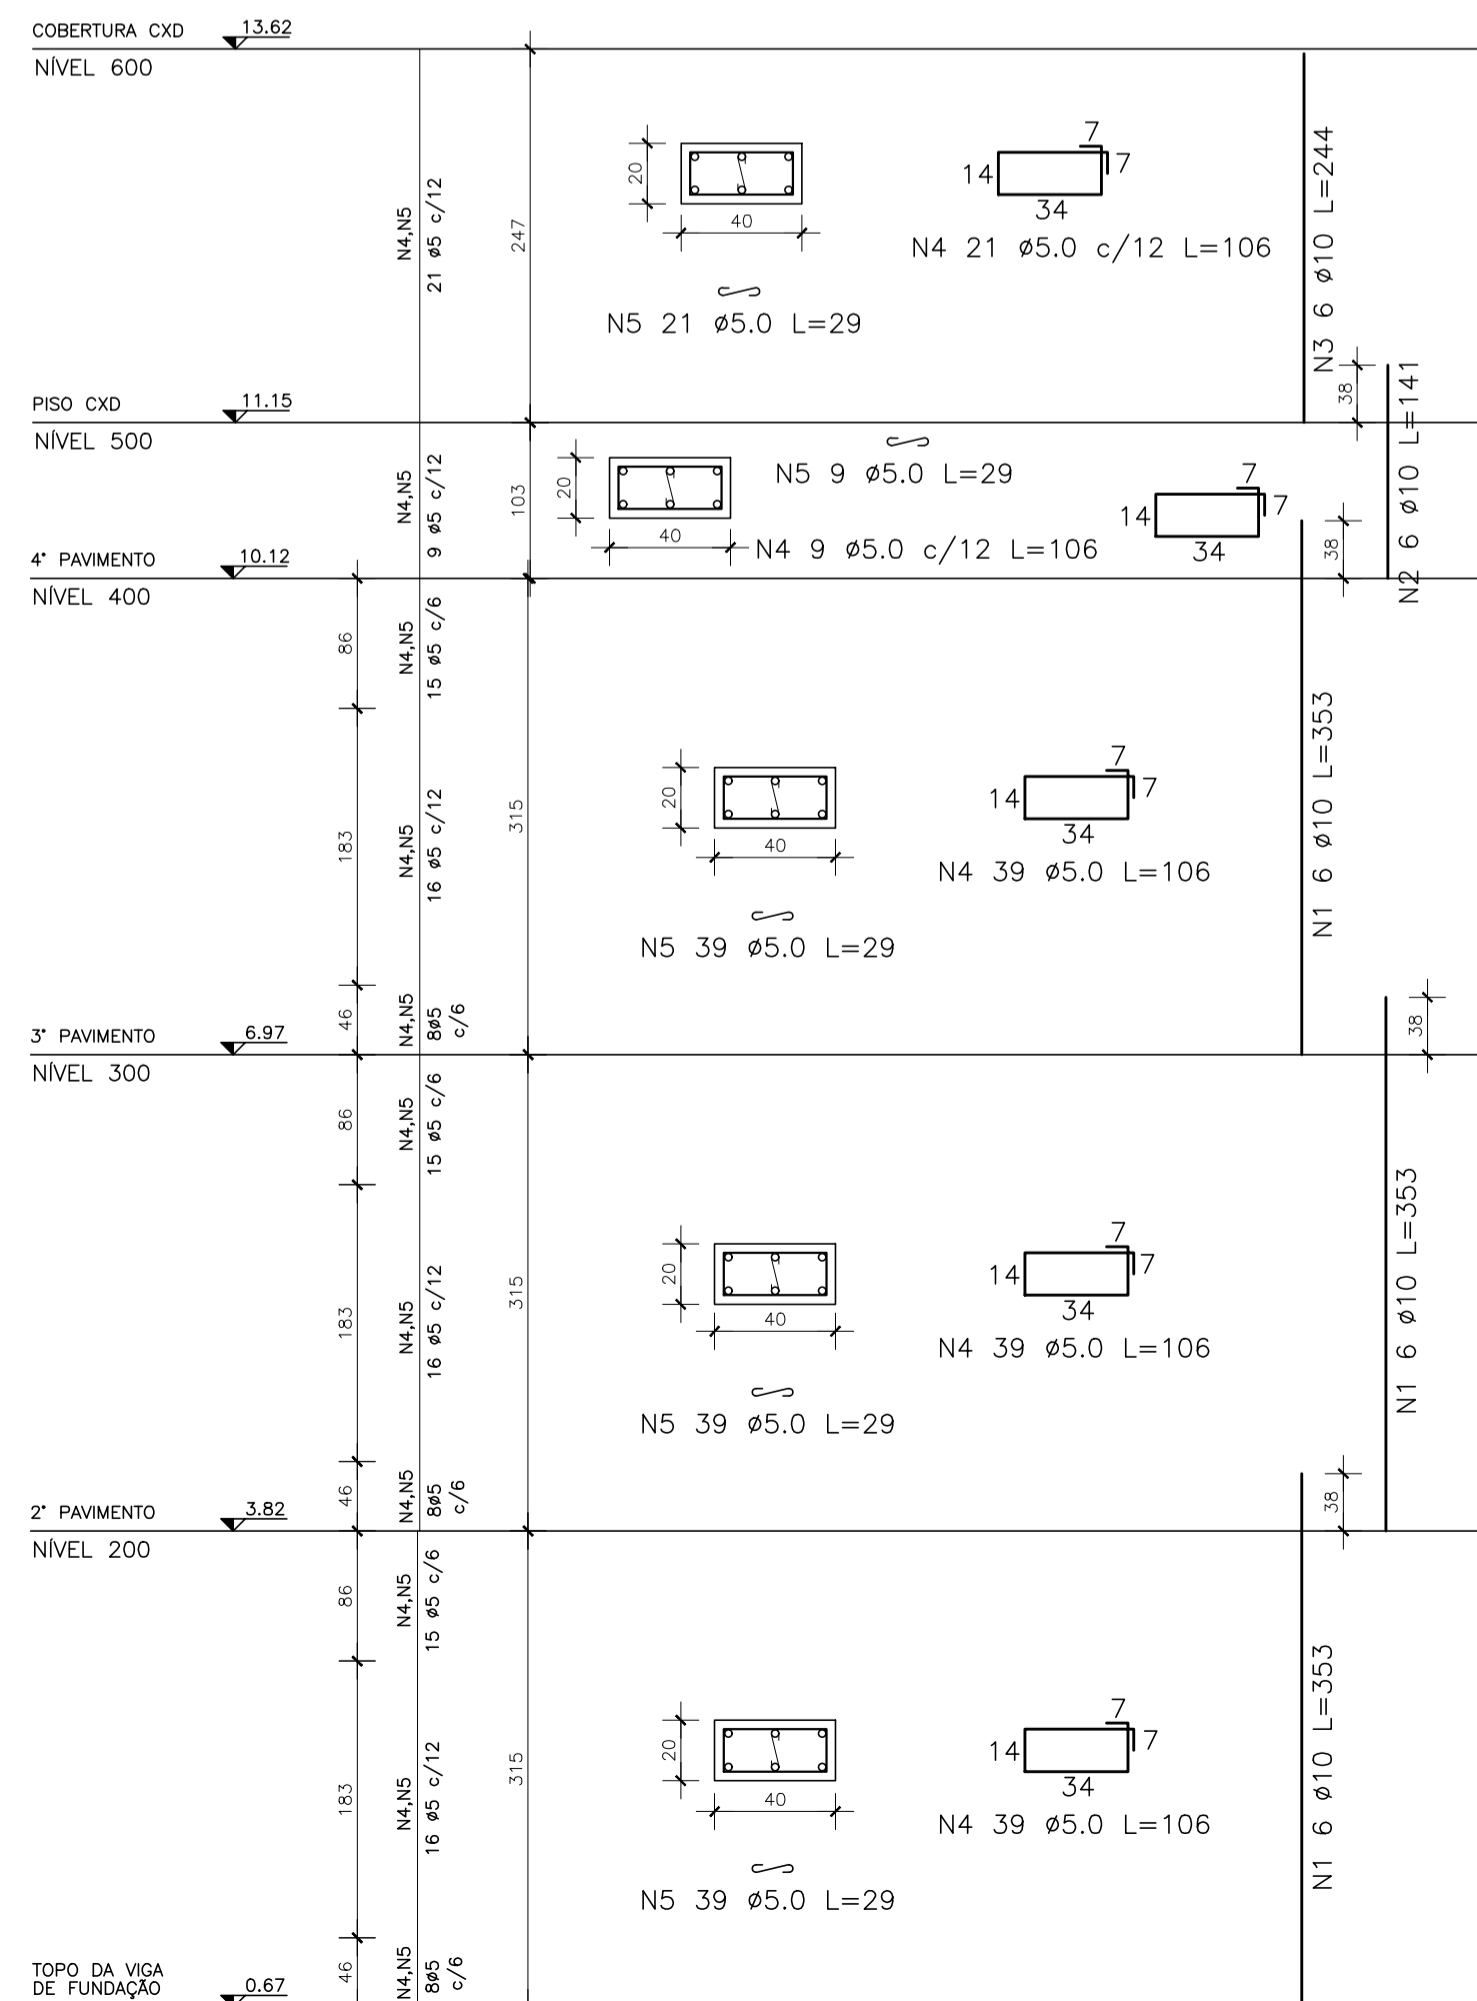 COBERTURA CXD 13.62
NÍVEL 600
N4,N5
21 ø5 c/12
247
20
40
14
7
7
34
N4 21 ø5.0 c/12 L=106
N5 21 ø5.0 L=29
N3 6 ø10 L=244
38
PISO CXD 11.15
NÍVEL 500
N4,N5
9 ø5 c/12
103
20
40
N5 9 ø5.0 L=29
N4 9 ø5.0 c/12 L=106
14
7
7
34
38
N2 6 ø10 L=141
4° PAVIMENTO 10.12
NÍVEL 400
86
N4,N5
15 ø5 c/6
183
N4,N5
16 ø5 c/12
315
20
40
14
7
7
34
N4 39 ø5.0 L=106
N5 39 ø5.0 L=29
N1 6 ø10 L=353
46
N4,N5
8ø5
c/6
38
3° PAVIMENTO 6.97
NÍVEL 300
86
N4,N5
15 ø5 c/6
183
N4,N5
16 ø5 c/12
315
20
40
14
7
7
34
N4 39 ø5.0 L=106
N5 39 ø5.0 L=29
N1 6 ø10 L=353
46
N4,N5
8ø5
c/6
38
2° PAVIMENTO 3.82
NÍVEL 200
86
N4,N5
15 ø5 c/6
183
N4,N5
16 ø5 c/12
315
20
40
14
7
7
34
N4 39 ø5.0 L=106
N5 39 ø5.0 L=29
N1 6 ø10 L=353
46
N4,N5
8ø5
c/6
TOPO DA VIGA
DE FUNDAÇÃO 0.67